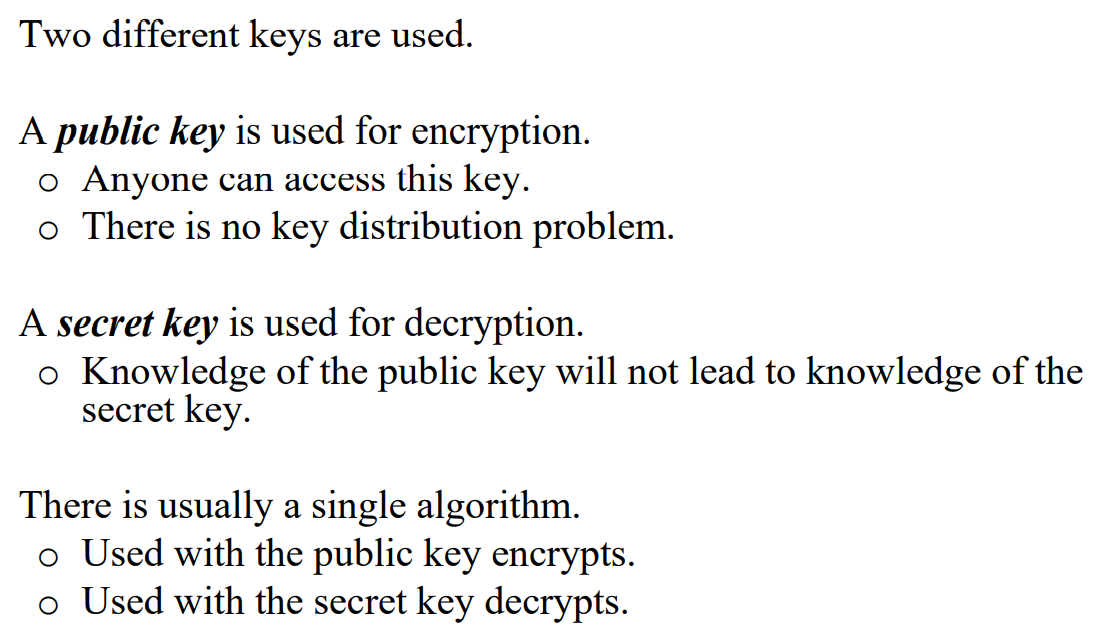 Two different keys are used.
A public key is used for encryption.
o Anyone can access this key.
o There is no key distribution problem.
A secret key is used for decryption.
o Knowledge of the public key will not lead to knowledge of the
secret key.
There is usually a single algorithm.
o Used with the public key encrypts.
o Used with the secret key decrypts.